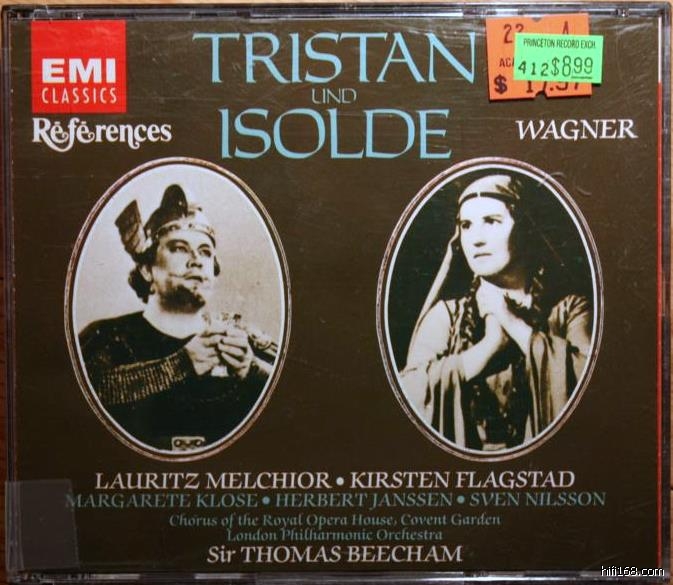 EMI
CLASSICS
Références
TRISTAN
UND
ISOLDE
WAGNER
PRINCETON RECORD EXCH.
412$8.99
LAURITZ MELCHIOR • KIRSTEN FLAGSTAD
MARGARETE KLOSE • HERBERT JANSSEN • SVEN NILSSON
Chorus of the Royal Opera House, Covent Garden
London Philharmonic Orchestra
Sir THOMAS BEECHAM
hifi168.com